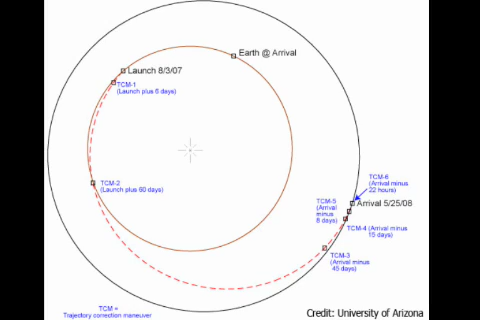 Earth @ Arrival
Launch 8/3/07
TCM-1
(Launch plus 6 days)
TCM-2
(Launch plus 60 days)
TCM-6
(Arrival minus
22 hours)
TCM-5
(Arrival
minus
8 days)
Arrival 5/25/08
TCM-4 (Arrival minus
15 days)
TCM-3
(Arrival minus
45 days)
TCM =
Trajectory correction maneuver
Credit: University of Arizona